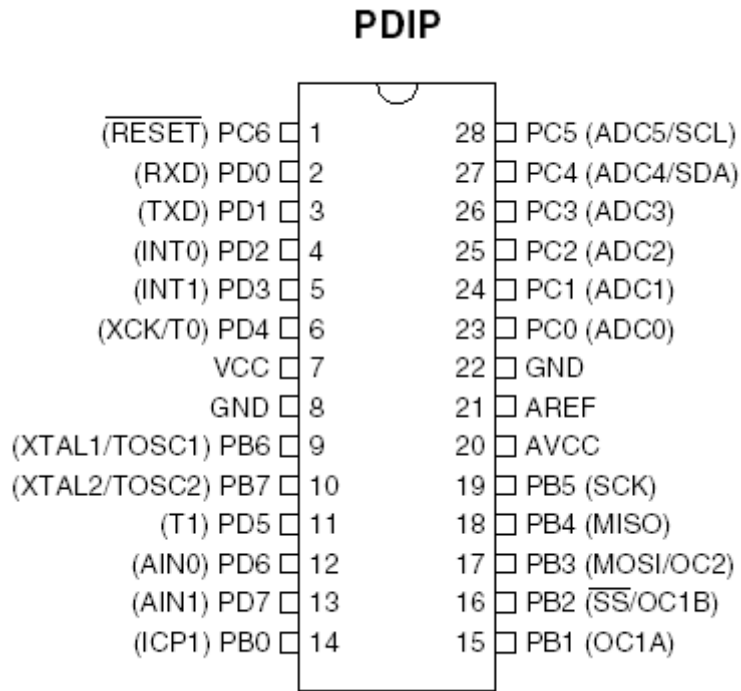 PDIP
(RESET) PC6 1 28 PC5 (ADC5/SCL)
(RXD) PD0 2 27 PC4 (ADC4/SDA)
(TXD) PD1 3 26 PC3 (ADC3)
(INT0) PD2 4 25 PC2 (ADC2)
(INT1) PD3 5 24 PC1 (ADC1)
(XCK/T0) PD4 6 23 PC0 (ADC0)
VCC 7 22 GND
GND 8 21 AREF
(XTAL1/TOSC1) PB6 9 20 AVCC
(XTAL2/TOSC2) PB7 10 19 PB5 (SCK)
(T1) PD5 11 18 PB4 (MISO)
(AIN0) PD6 12 17 PB3 (MOSI/OC2)
(AIN1) PD7 13 16 PB2 (SS/OC1B)
(ICP1) PB0 14 15 PB1 (OC1A)